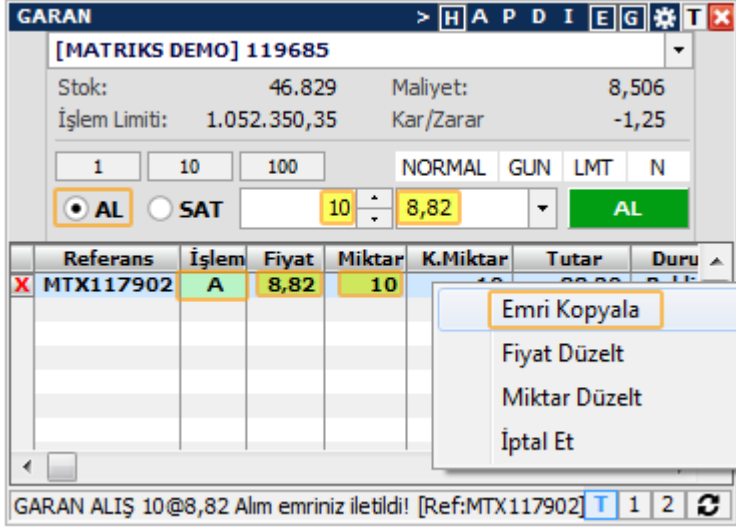 GARAN > H A P D I E G T
[MATRIKS DEMO] 119685
Stok: 46.829 Maliyet: 8,506
İşlem Limiti: 1.052.350,35 Kar/Zarar -1,25
1 10 100 NORMAL GUN LMT N
AL SAT 10 8,82 AL
Referans İşlem Fiyat Miktar K.Miktar Tutar Duru
X MTX117902 A 8,82 10
Emri Kopyala
Fiyat Düzelt
Miktar Düzelt
İptal Et
GARAN ALIŞ 10@8,82 Alım emriniz iletildi! [Ref:MTX117902] T 1 2